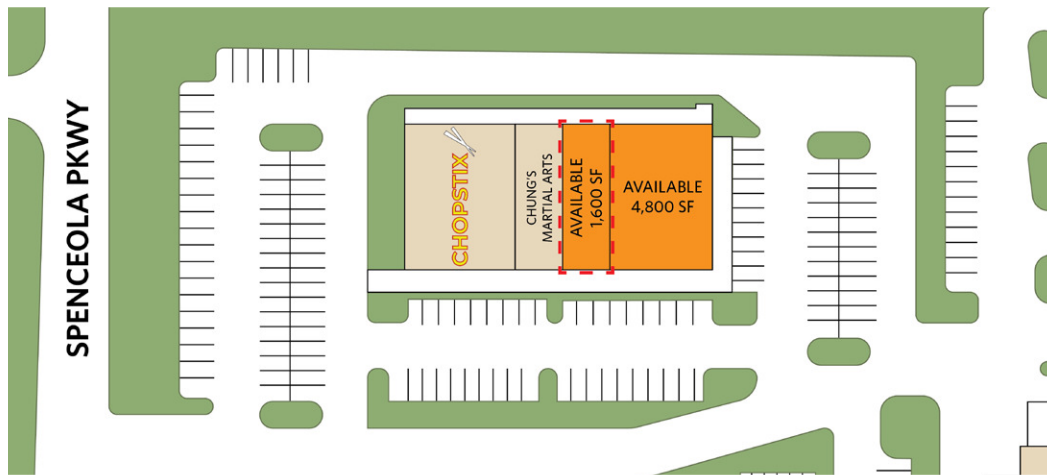 SPENCEOLA PKWY
CHOPSTIX
CHUNG'S
MARTIAL ARTS
AVAILABLE
1,600 SF
AVAILABLE
4,800 SF